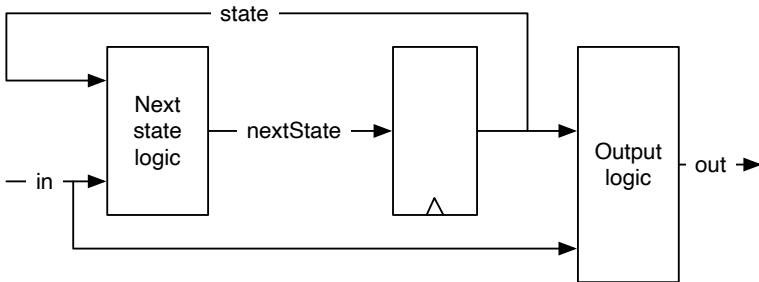 state
Next
state
logic
nextState
Output
logic
out
in